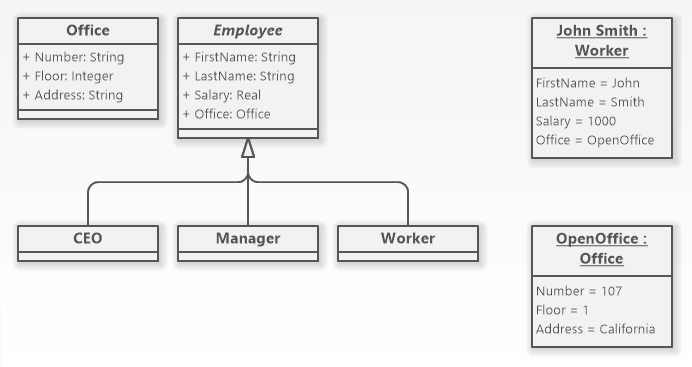 Office
+ Number: String
+ Floor: Integer
+ Address: String
Employee
+ FirstName: String
+ LastName: String
+ Salary: Real
+ Office: Office
John Smith :
Worker
FirstName = John
LastName = Smith
Salary = 1000
Office = OpenOffice
CEO
Manager
Worker
OpenOffice :
Office
Number = 107
Floor = 1
Address = California